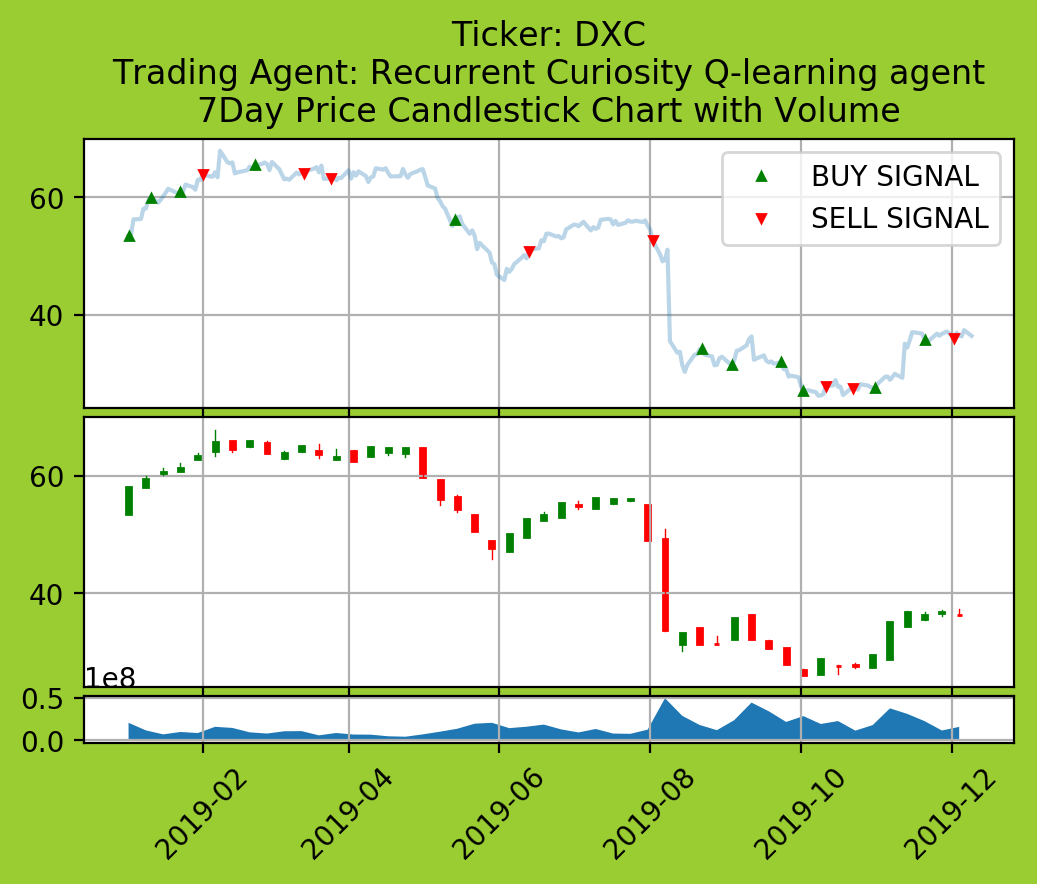 Ticker: DXC
Trading Agent: Recurrent Curiosity Q-learning agent
7Day Price Candlestick Chart with Volume
BUY SIGNAL
SELL SIGNAL
60
40
60
40
1e8
0.5
0.0
2019-02
2019-04
2019-06
2019-08
2019-10
2019-12